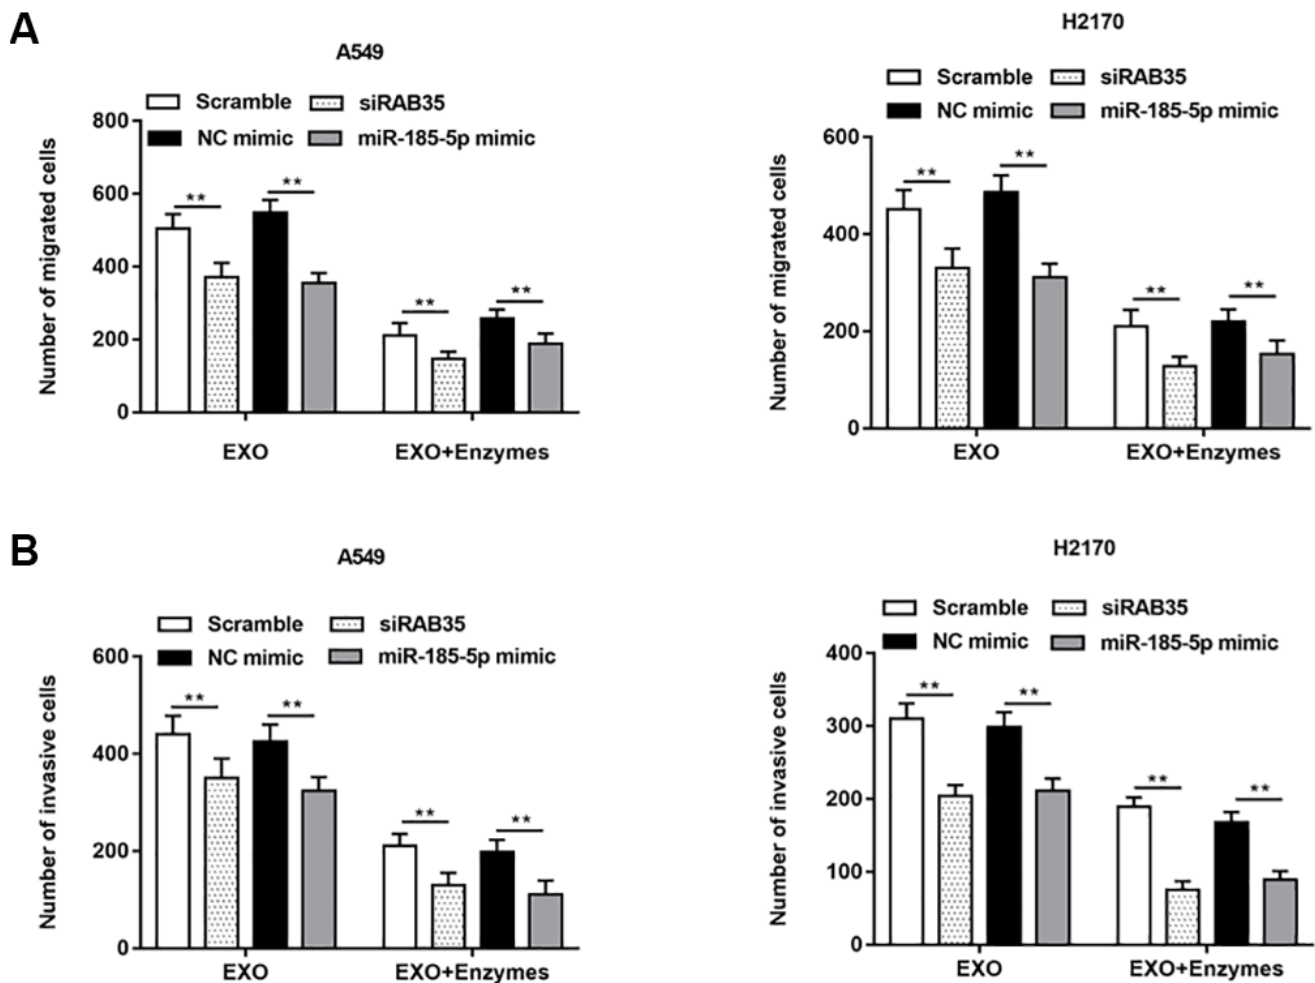 A
A549
Scramble siRAB35
NC mimic miR-185-5p mimic
Number of migrated cells
800
600
400
200
0
** ** ** **
EXO EXO+Enzymes
H2170
Scramble siRAB35
NC mimic miR-185-5p mimic
Number of migrated cells
600
400
200
0
** ** ** **
EXO EXO+Enzymes
B
A549
Scramble siRAB35
NC mimic miR-185-5p mimic
Number of invasive cells
600
400
200
0
** ** ** **
EXO EXO+Enzymes
H2170
Scramble siRAB35
NC mimic miR-185-5p mimic
Number of invasive cells
400
300
200
100
0
** ** ** **
EXO EXO+Enzymes